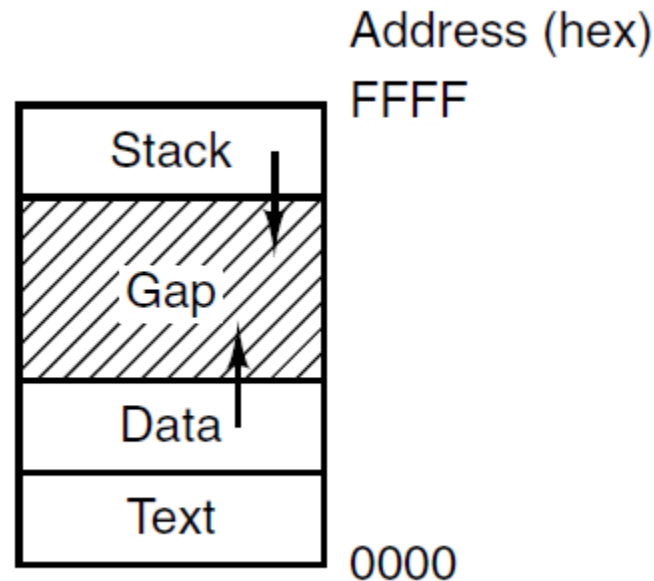 Address (hex)
FFFF
Stack
Gap
Data
Text
0000